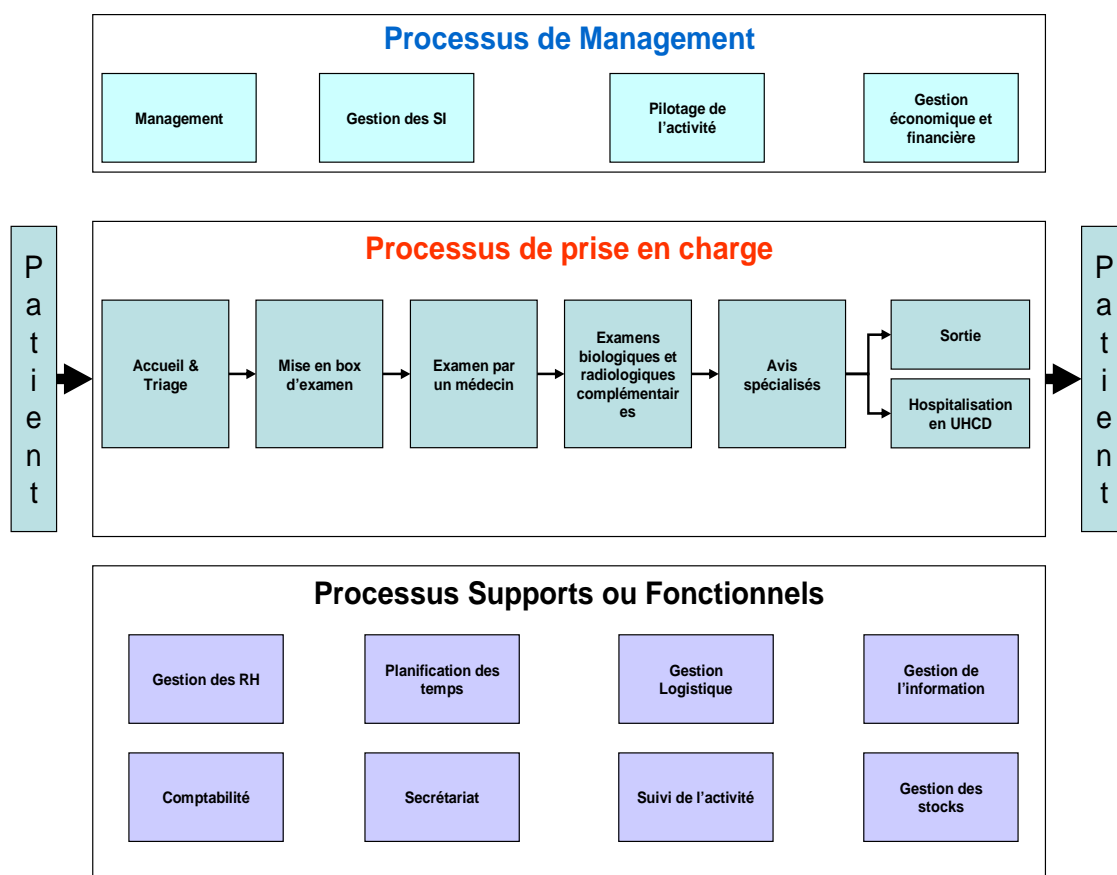 Processus de Management
Management
Gestion des SI
Pilotage de
l’activité
Gestion
économique et
financière
Patient
Processus de prise en charge
Accueil &
Triage
Mise en box
d’examen
Examen par
un médecin
Examens
biologiques et
radiologiques
complémentair
es
Avis
spécialisés
Sortie
Hospitalisation
en UHCD
Patient
Processus Supports ou Fonctionnels
Gestion des RH
Planification des
temps
Gestion
Logistique
Gestion de
l’information
Comptabilité
Secrétariat
Suivi de l’activité
Gestion des
stocks